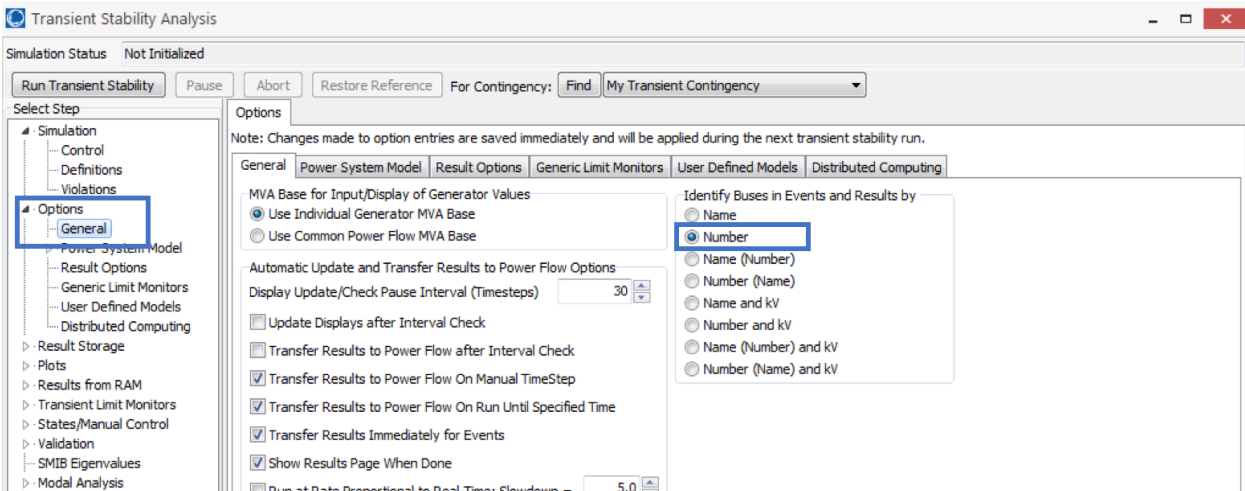 Transient Stability Analysis
Simulation Status Not Initialized
Run Transient Stability Pause Abort Restore Reference For Contingency: Find My Transient Contingency
Select Step
Simulation
Control
Definitions
Violations
Options
General
Power System Model
Result Options
Generic Limit Monitors
User Defined Models
Distributed Computing
Result Storage
Plots
Results from RAM
Transient Limit Monitors
States/Manual Control
Validation
SMIB Eigenvalues
Modal Analysis
Options
Note: Changes made to option entries are saved immediately and will be applied during the next transient stability run.
General Power System Model Result Options Generic Limit Monitors User Defined Models Distributed Computing
MVA Base for Input/Display of Generator Values
Use Individual Generator MVA Base
Use Common Power Flow MVA Base
Automatic Update and Transfer Results to Power Flow Options
Display Update/Check Pause Interval (Timesteps) 30
Update Displays after Interval Check
Transfer Results to Power Flow after Interval Check
Transfer Results to Power Flow On Manual TimeStep
Transfer Results to Power Flow On Run Until Specified Time
Transfer Results Immediately for Events
Show Results Page When Done
Run at Rate Proportional to Real Time: Slowdown = 5.0
Identify Buses in Events and Results by
Name
Number
Name (Number)
Number (Name)
Name and kV
Number and kV
Name (Number) and kV
Number (Name) and kV